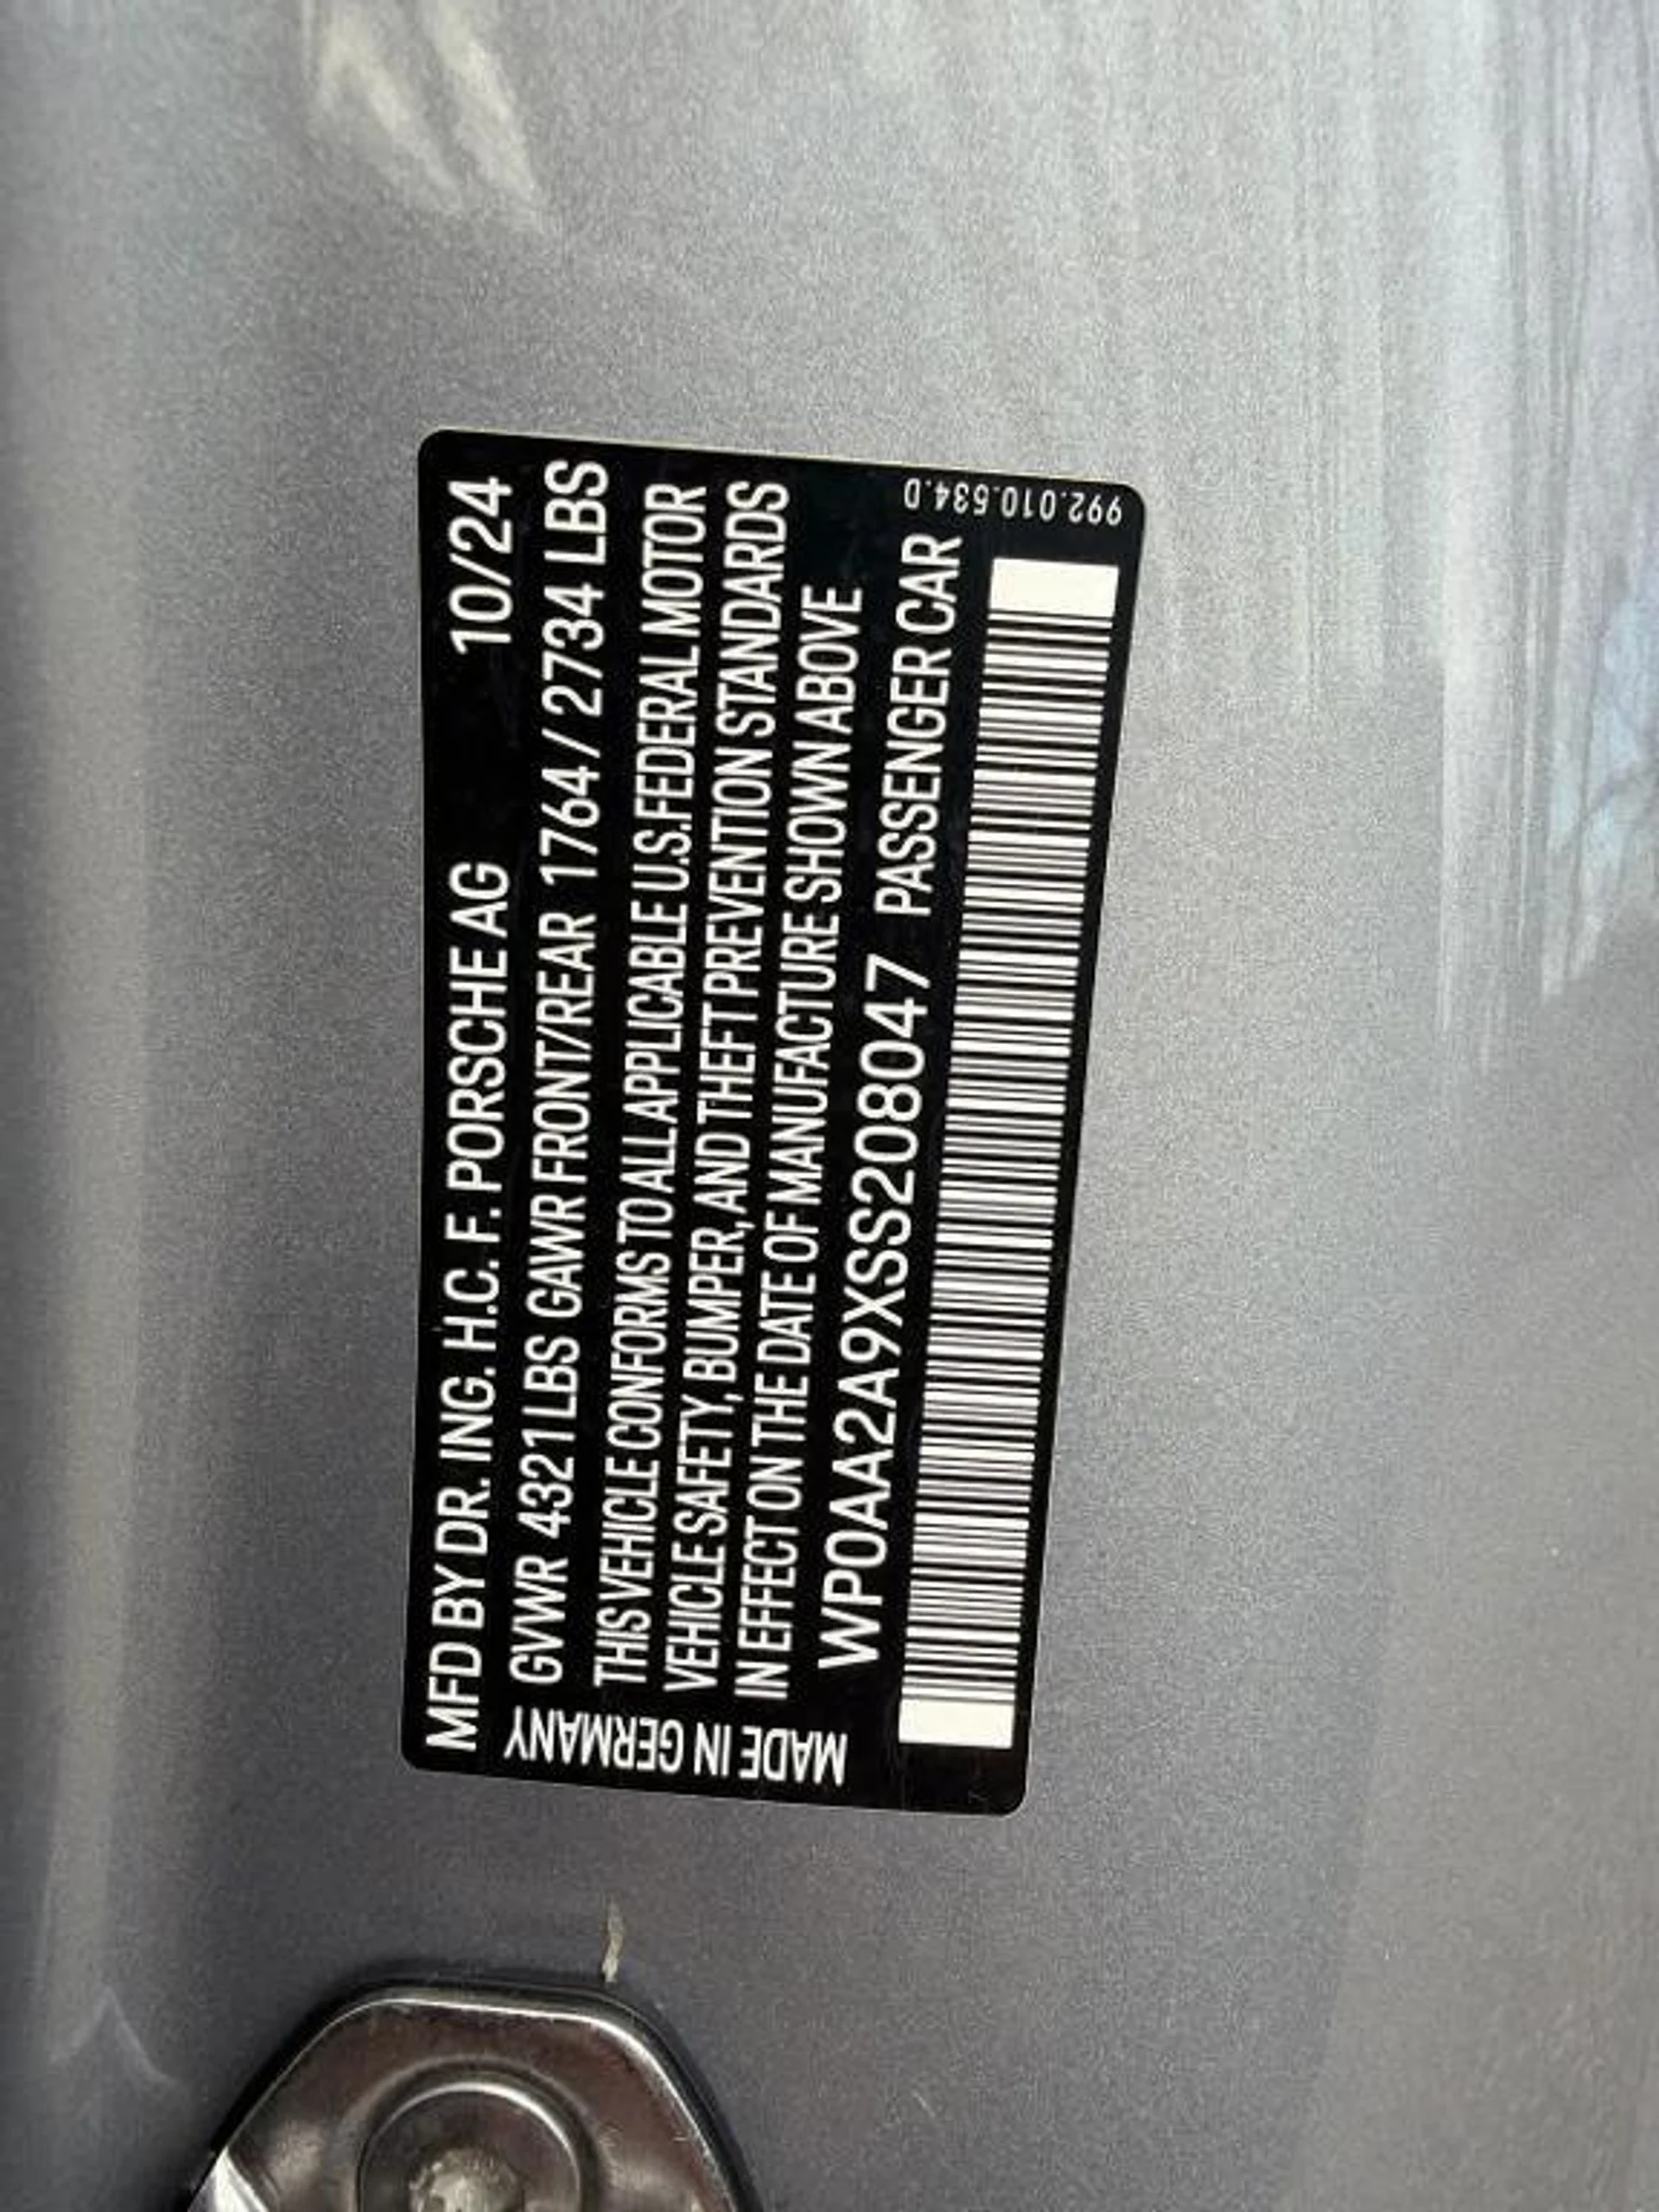 MFD BY DR. ING. H.C. F. PORSCHE AG 10/24
GVWR 4321 LBS GAWR FRONT/REAR 1764 / 2734 LBS
THIS VEHICLE CONFORMS TO ALL APPLICABLE U.S.FEDERAL MOTOR
VEHICLE SAFETY, BUMPER, AND THEFT PREVENTION STANDARDS
IN EFFECT ON THE DATE OF MANUFACTURE SHOWN ABOVE
WP0AA2A9XSS208047 PASSENGER CAR
MADE IN GERMANY
992.010.534.D